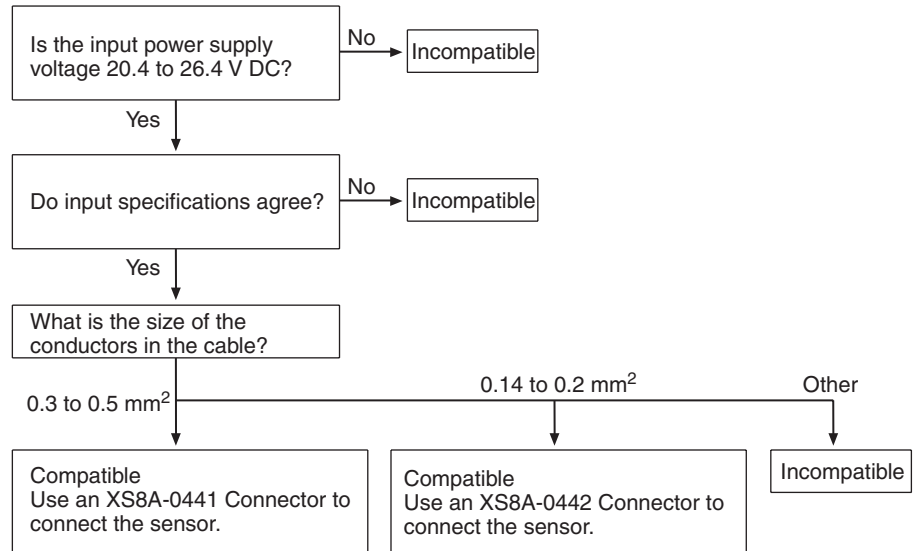 Is the input power supply
voltage 20.4 to 26.4 V DC?
No
Incompatible
Yes
Do input specifications agree?
No
Incompatible
Yes
What is the size of the
conductors in the cable?
0.3 to 0.5 mm²
0.14 to 0.2 mm²
Other
Compatible
Use an XS8A-0441 Connector to
connect the sensor.
Compatible
Use an XS8A-0442 Connector to
connect the sensor.
Incompatible